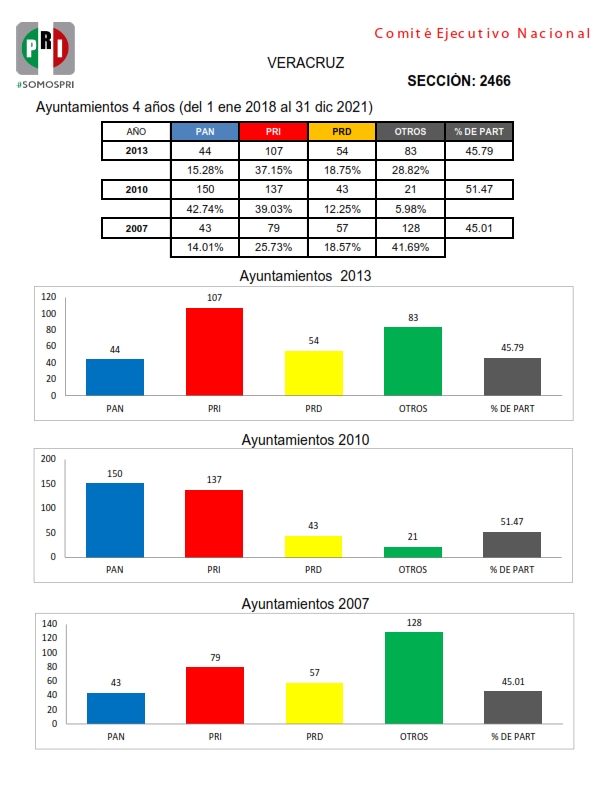 Comité Ejecutivo Nacional
PRI
#SOMOSPRI
VERACRUZ
SECCIÓN: 2466
Ayuntamientos 4 años (del 1 ene 2018 al 31 dic 2021)
AÑO PAN PRI PRD OTROS % DE PART
2013 44 107 54 83 45.79
15.28% 37.15% 18.75% 28.82%
2010 150 137 43 21 51.47
42.74% 39.03% 12.25% 5.98%
2007 43 79 57 128 45.01
14.01% 25.73% 18.57% 41.69%
Ayuntamientos 2013
120
100
80
60
40
20
0
44 107 54 83 45.79
PAN PRI PRD OTROS % DE PART
Ayuntamientos 2010
200
150
100
50
0
150 137 43 21 51.47
PAN PRI PRD OTROS % DE PART
Ayuntamientos 2007
140
120
100
80
60
40
20
0
43 79 57 128 45.01
PAN PRI PRD OTROS % DE PART